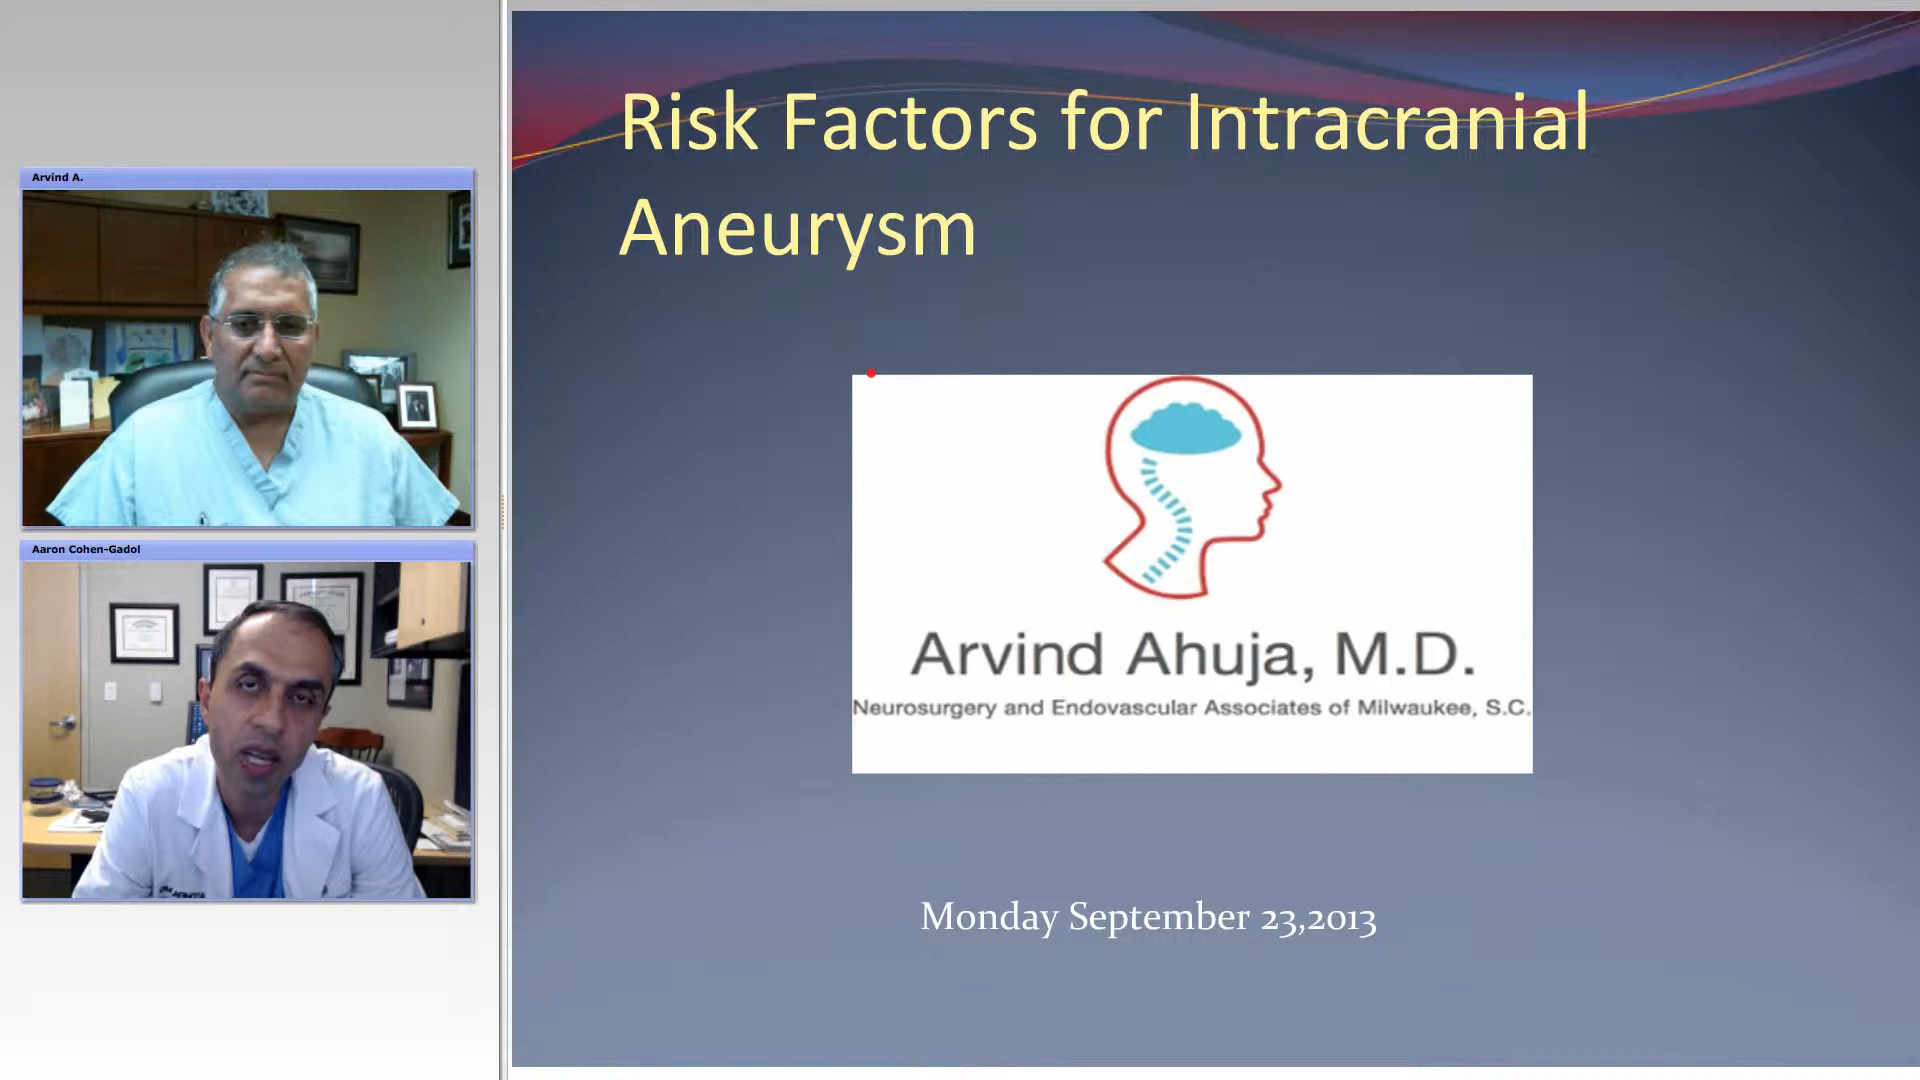 Arvind A.
Aaron Cohen-Gadol
Risk Factors for Intracranial
Aneurysm
Arvind Ahuja, M.D.
Neurosurgery and Endovascular Associates of Milwaukee, S.C.
Monday September 23,2013